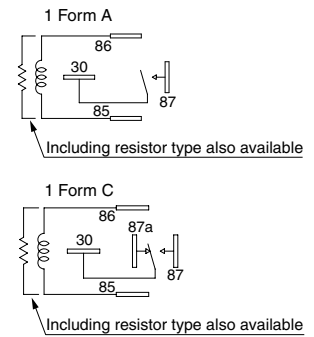 1 Form A
86
30
85
87
Including resistor type also available
1 Form C
86
87a
30
87
85
Including resistor type also available